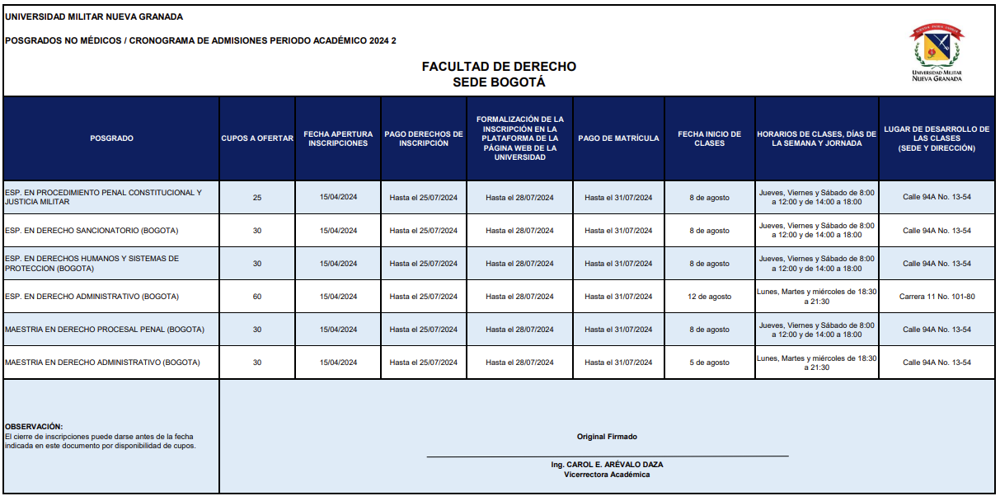 UNIVERSIDAD MILITAR NUEVA GRANADA
POSGRADOS NO MÉDICOS / CRONOGRAMA DE ADMISIONES PERIODO ACADÉMICO 2024 2
FACULTAD DE DERECHO
SEDE BOGOTÁ
UNIVERSIDAD MILITAR
NUEVA GRANADA
POSGRADO
CUPOS A OFERTAR
FECHA APERTURA
INSCRIPCIONES
PAGO DERECHOS DE
INSCRIPCIÓN
FORMALIZACIÓN DE LA
INSCRIPCIÓN EN LA
PLATAFORMA DE LA
PÁGINA WEB DE LA
UNIVERSIDAD
PAGO DE MATRÍCULA
FECHA INICIO DE
CLASES
HORARIOS DE CLASES, DÍAS DE
LA SEMANA Y JORNADA
LUGAR DE DESARROLLO DE
LAS CLASES
(SEDE Y DIRECCIÓN)
ESP. EN PROCEDIMIENTO PENAL CONSTITUCIONAL Y
JUSTICIA MILITAR
25
15/04/2024
Hasta el 25/07/2024
Hasta el 28/07/2024
Hasta el 31/07/2024
8 de agosto
Jueves, Viernes y Sábado de 8:00
a 12:00 y de 14:00 a 18:00
Calle 94A No. 13-54
ESP. EN DERECHO SANCIONATORIO (BOGOTA)
30
15/04/2024
Hasta el 25/07/2024
Hasta el 28/07/2024
Hasta el 31/07/2024
8 de agosto
Jueves, Viernes y Sábado de 8:00
a 12:00 y de 14:00 a 18:00
Calle 94A No. 13-54
ESP. EN DERECHOS HUMANOS Y SISTEMAS DE
PROTECCION (BOGOTA)
30
15/04/2024
Hasta el 25/07/2024
Hasta el 28/07/2024
Hasta el 31/07/2024
8 de agosto
Jueves, Viernes y Sábado de 8:00
a 12:00 y de 14:00 a 18:00
Calle 94A No. 13-54
ESP. EN DERECHO ADMINISTRATIVO (BOGOTA)
60
15/04/2024
Hasta el 25/07/2024
Hasta el 28/07/2024
Hasta el 31/07/2024
12 de agosto
Lunes, Martes y miércoles de 18:30
a 21:30
Carrera 11 No. 101-80
MAESTRIA EN DERECHO PROCESAL PENAL (BOGOTA)
30
15/04/2024
Hasta el 25/07/2024
Hasta el 28/07/2024
Hasta el 31/07/2024
8 de agosto
Jueves, Viernes y Sábado de 8:00
a 12:00 y de 14:00 a 18:00
Calle 94A No. 13-54
MAESTRIA EN DERECHO ADMINISTRATIVO (BOGOTA)
30
15/04/2024
Hasta el 25/07/2024
Hasta el 28/07/2024
Hasta el 31/07/2024
5 de agosto
Lunes, Martes y miércoles de 18:30
a 21:30
Calle 94A No. 13-54
OBSERVACIÓN:
El cierre de inscripciones puede darse antes de la fecha
indicada en este documento por disponibilidad de cupos.
Original Firmado
Ing. CAROL E. ARÉVALO DAZA
Vicerrectora Académica